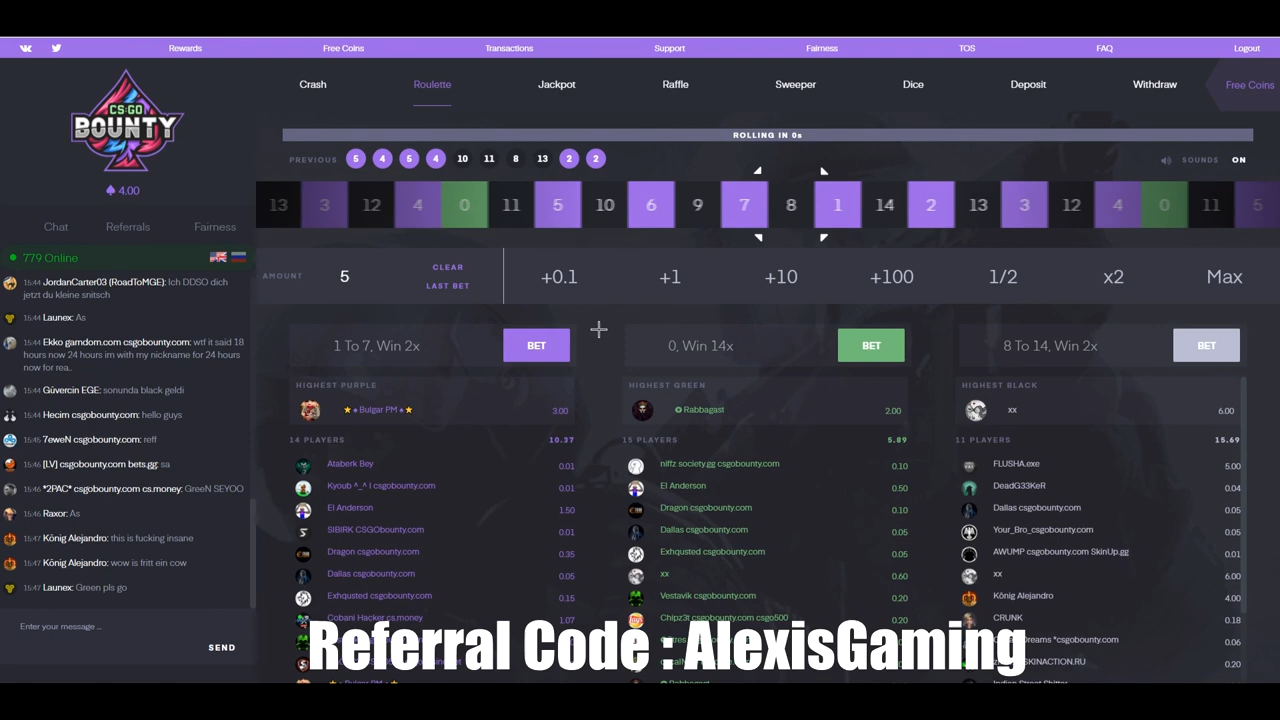 Rewards Free Coins Transactions Support Fairness TOS FAQ Logout
CS:GO
BOUNTY
4.00
Crash Roulette Jackpot Raffle Sweeper Dice Deposit Withdraw Free Coins
ROLLING IN 0s
PREVIOUS 5 4 5 4 10 11 8 13 2 2 SOUNDS ON
13 3 12 4 0 11 5 10 6 9 7 8 1 14 2 13 3 12 4 0 11 5
Chat Referrals Fairness
779 Online
AMOUNT 5 CLEAR
LAST BET
+0.1 +1 +10 +100 1/2 x2 Max
15:44 JordanCarter03 (RoadToMGE): Ich DDSO dich
jetzt du kleine snitsch
15:44 Launex: As
15:44 Ekko gamdom.com csgobounty.com: wtf it said 18
hours now 24 hours im with my nickname for 24 hours
now for rea..
15:44 Güvercin EGE: sonunda black geldi
15:44 Hecim csgobounty.com: hello guys
15:45 7eweN csgobounty.com: reff
15:46 [LV] csgobounty.com bets.gg: sa
15:46 *2PAC* csgobounty.com cs.money: GreeN SEYOO
15:46 Raxor: As
15:47 König Alejandro: this is fucking insane
15:47 König Alejandro: wow is fritt ein cow
15:47 Launex: Green pls go
Enter your message ...
SEND
1 To 7, Win 2x BET
HIGHEST PURPLE
♠ Bulgar PM ♠ 3.00
14 PLAYERS 10.37
Ataberk Bey 0.01
Kyoub ^_^ l csgobounty.com 0.01
El Anderson 1.50
SIBIRK CSGObounty.com 0.01
Dragon csgobounty.com 0.35
Dallas csgobounty.com 0.05
Exhqusted csgobounty.com 0.15
Cobani Hacker cs.money 1.07
0, Win 14x BET
HIGHEST GREEN
Rabbagast 2.00
15 PLAYERS 5.89
niffz society.gg csgobounty.com 0.10
El Anderson 0.50
Dragon csgobounty.com 0.10
Dallas csgobounty.com 0.05
Exhqusted csgobounty.com 0.05
xx 0.60
Vestavik csgobounty.com 0.20
Chipz3t csgobounty.com csgo500 0.20
8 To 14, Win 2x BET
HIGHEST BLACK
xx 6.00
11 PLAYERS 15.69
FLUSHA.exe 5.00
DeadG33KeR 0.04
Dallas csgobounty.com 0.05
Your_Bro_csgobounty.com 0.05
AWUMP csgobounty.com SkinUp.gg 0.01
xx 6.00
König Alejandro 4.00
CRUNK 0.18
*csgobounty.com 0.06
0.20
Referral Code : AlexisGaming